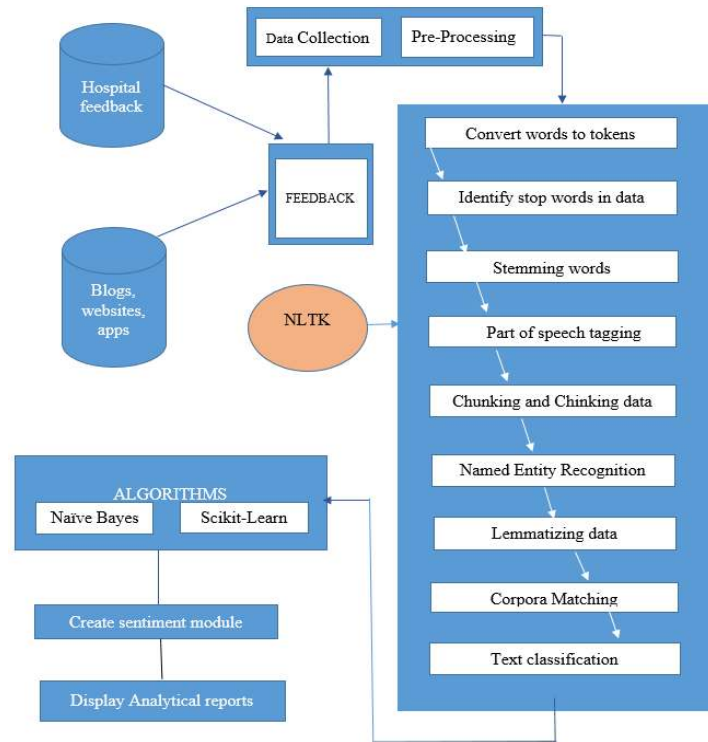 Data Collection
Pre-Processing
Hospital
feedback
FEEDBACK
Blogs,
websites,
apps
NLTK
Convert words to tokens
Identify stop words in data
Stemming words
Part of speech tagging
Chunking and Chinking data
Named Entity Recognition
Lemmatizing data
Corpora Matching
Text classification
ALGORITHMS
Naïve Bayes
Scikit-Learn
Create sentiment module
Display Analytical reports